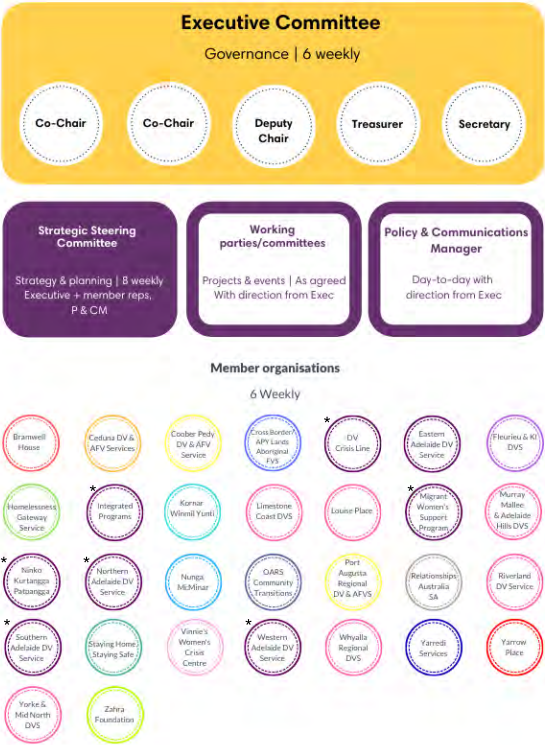 Executive Committee
Governance | 6 weekly
Co-Chair
Co-Chair
Deputy
Chair
Treasurer
Secretary
Strategic Steering
Committee
Strategy & planning | 8 weekly
Executive + member reps,
P & CM
Working
parties/committees
Projects & events | As agreed
With direction from Exec
Policy & Communications
Manager
Day-to-day with
direction from Exec
Member organisations
6 Weekly
Bramwell
House
Ceduna DV &
AFV Services
Coober Pedy
DV & AFV
Service
Cross Border/
APY Lands
Aboriginal
FVS
*
DV
Crisis Line
Eastern
Adelaide DV
Service
Fleurieu & KI
DVS
Homelessness
Gateway
Service
*
Integrated
Programs
Kornar
Winmil Yunti
Limestone
Coast DVS
Louise Place
*
Migrant
Women's
Support
Program
Murray
Mallee
& Adelaide
Hills DVS
*
Ninko
Kurtangga
Patpangga
*
Northern
Adelaide DV
Service
Nunga
MiMinar
OARS
Community
Transitions
Port
Augusta
Regional
DV & AFVS
Relationships
Australia
SA
Riverland
DV Service
*
Southern
Adelaide DV
Service
Staying Home/
Staying Safe
Vinnie's
Women's
Crisis
Centre
*
Western
Adelaide DV
Service
Whyalla
Regional
DVS
Yarredi
Services
Yarrow
Place
Yorke &
Mid North
DVS
Zahra
Foundation